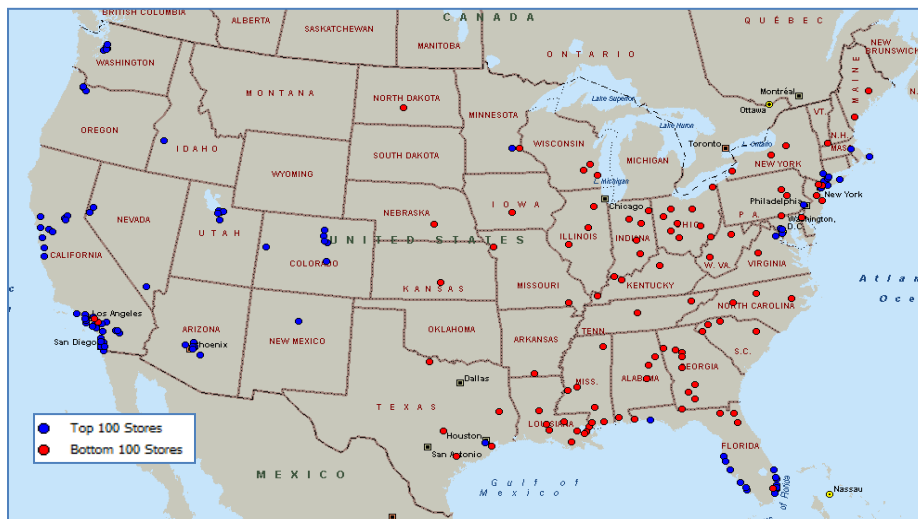 CANADA
BRITISH COLUMBIA
ALBERTA
SASKATCHEWAN
MANITOBA
ONTARIO
QUÉBEC
NEW
BRUNSWICK
WASHINGTON
MONTANA
NORTH DAKOTA
MINNESOTA
Lake Superior
Montréal
Ottawa
MAINE
OREGON
IDAHO
SOUTH DAKOTA
WISCONSIN
Lake Huron
MICHIGAN
Toronto
L. Ontario
VT.
N.H.
MASS.
NEW YORK
WYOMING
L. Michigan
Chicago
IOWA
NEBRASKA
NEVADA
UTAH
UNITED STATES
COLORADO
CALIFORNIA
ILLINOIS
INDIANA
OHIO
PA.
New York
Philadelphia
Washington,
D.C.
W. VA.
VIRGINIA
KANSAS
MISSOURI
KENTUCKY
Atlantic
Ocean
NORTH CAROLINA
Los Angeles
San Diego
ARIZONA
Phoenix
NEW MEXICO
OKLAHOMA
ARKANSAS
TENN.
S.C.
MISS.
ALABAMA
GEORGIA
Dallas
TEXAS
LOUISIANA
Houston
San Antonio
FLORIDA
of Florida
Nassau
Gulf of
Mexico
MEXICO
Top 100 Stores
Bottom 100 Stores